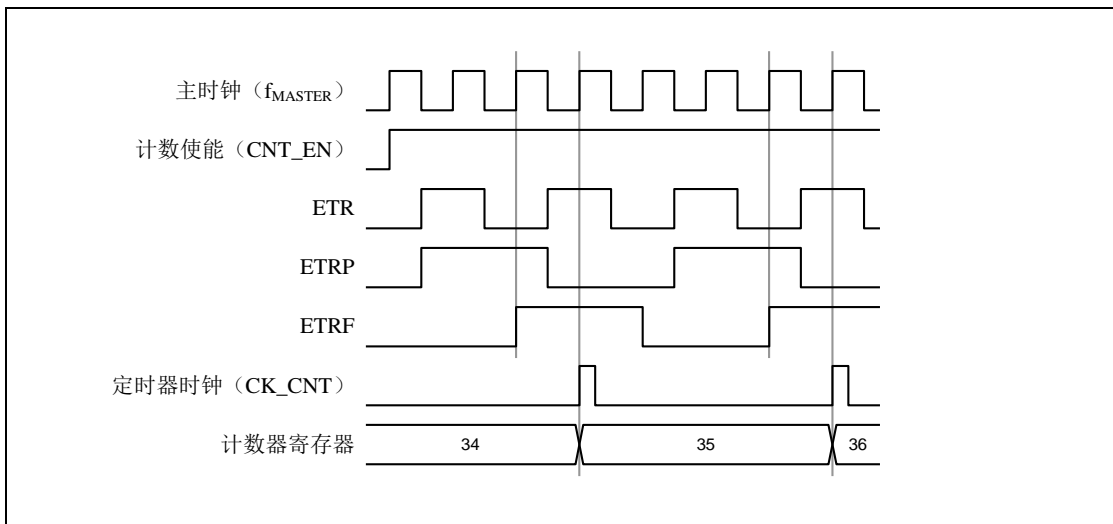 主时钟（fMASTER）
计数使能（CNT_EN）
ETR
ETRP
ETRF
定时器时钟（CK_CNT）
计数器寄存器 34 35 36